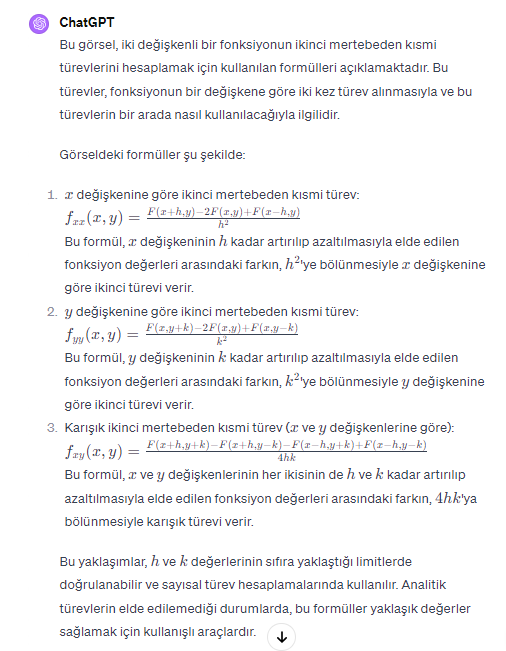 ChatGPT
Bu görsel, iki değişkenli bir fonksiyonun ikinci mertebeden kısmi
türevlerini hesaplamak için kullanılan formülleri açıklamaktadır. Bu
türevler, fonksiyonun bir değişkene göre iki kez türev alınmasıyla ve bu
türevlerin bir arada nasıl kullanılacağıyla ilgilidir.
Görseldeki formüller şu şekilde:
1. x değişkenine göre ikinci mertebeden kısmi türev:
fxx(x, y) = F(x+h,y)−2F(x,y)+F(x−h,y) / h²
Bu formül, x değişkeninin h kadar artırılıp azaltılmasıyla elde edilen
fonksiyon değerleri arasındaki farkın, h²'ye bölünmesiyle x değişkenine
göre ikinci türevi verir.
2. y değişkenine göre ikinci mertebeden kısmi türev:
fyy(x, y) = F(x,y+k)−2F(x,y)+F(x,y−k) / k²
Bu formül, y değişkeninin k kadar artırılıp azaltılmasıyla elde edilen
fonksiyon değerleri arasındaki farkın, k²'ye bölünmesiyle y değişkenine
göre ikinci türevi verir.
3. Karışık ikinci mertebeden kısmi türev (x ve y değişkenlerine göre):
fxy(x, y) = F(x+h,y+k)−F(x+h,y−k)−F(x−h,y+k)+F(x−h,y−k) / 4hk
Bu formül, x ve y değişkenlerinin her ikisinin de h ve k kadar artırılıp
azaltılmasıyla elde edilen fonksiyon değerleri arasındaki farkın, 4hk'ya
bölünmesiyle karışık türevi verir.
Bu yaklaşımlar, h ve k değerlerinin sıfıra yaklaştığı limitlerde
doğrulanabilir ve sayısal türev hesaplamalarında kullanılır. Analitik
türevlerin elde edilemediği durumlarda, bu formüller yaklaşık değerler
sağlamak için kullanışlı araçlardır.